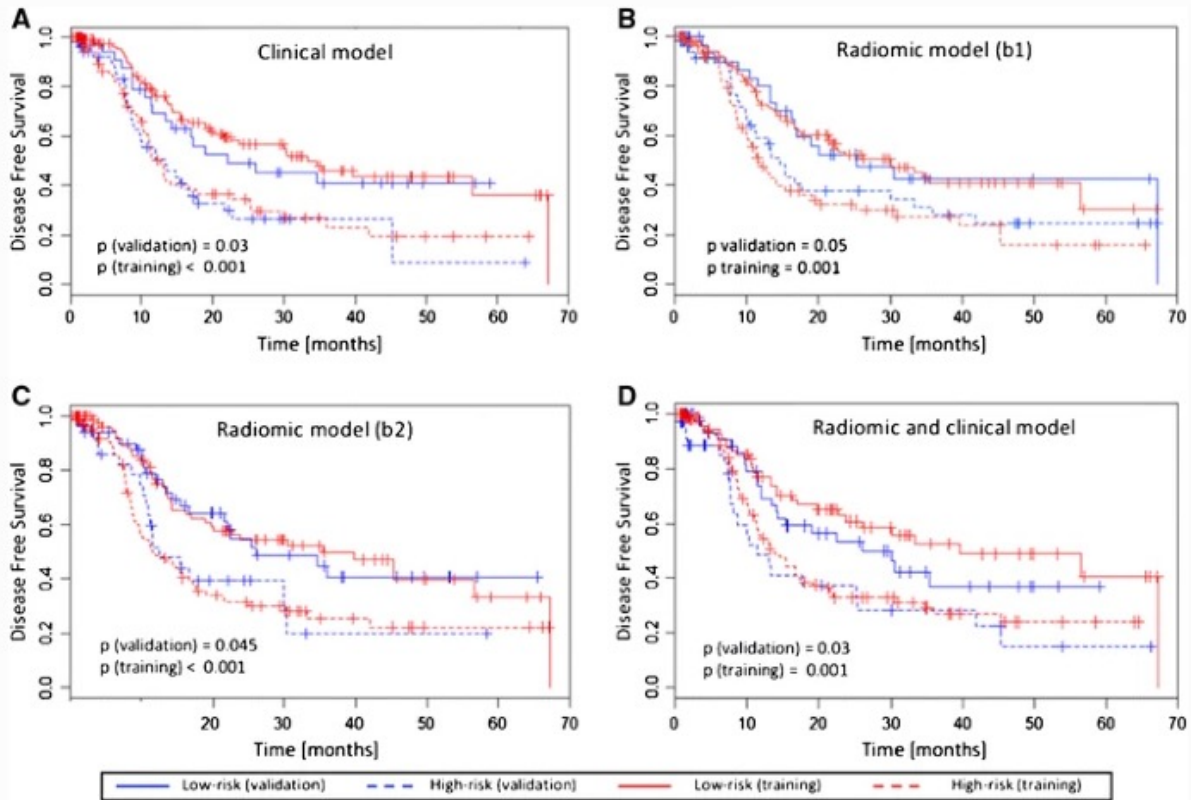 A
Clinical model
Disease Free Survival
1.0
0.8
0.6
0.4
0.2
0.0
p (validation) = 0.03
p (training) < 0.001
0 10 20 30 40 50 60 70
Time [months]
B
Radiomic model (b1)
Disease Free Survival
1.0
0.8
0.6
0.4
0.2
0.0
p validation = 0.05
p training = 0.001
0 10 20 30 40 50 60 70
Time [months]
C
Radiomic model (b2)
Disease Free Survival
1.0
0.8
0.6
0.4
0.2
0.0
p (validation) = 0.045
p (training) < 0.001
20 30 40 50 60 70
Time [months]
D
Radiomic and clinical model
Disease Free Survival
1.0
0.8
0.6
0.4
0.2
0.0
p (validation) = 0.03
p (training) = 0.001
0 10 20 30 40 50 60 70
Time [months]
Low-risk (validation) High-risk (validation) Low-risk (training) High-risk (training)